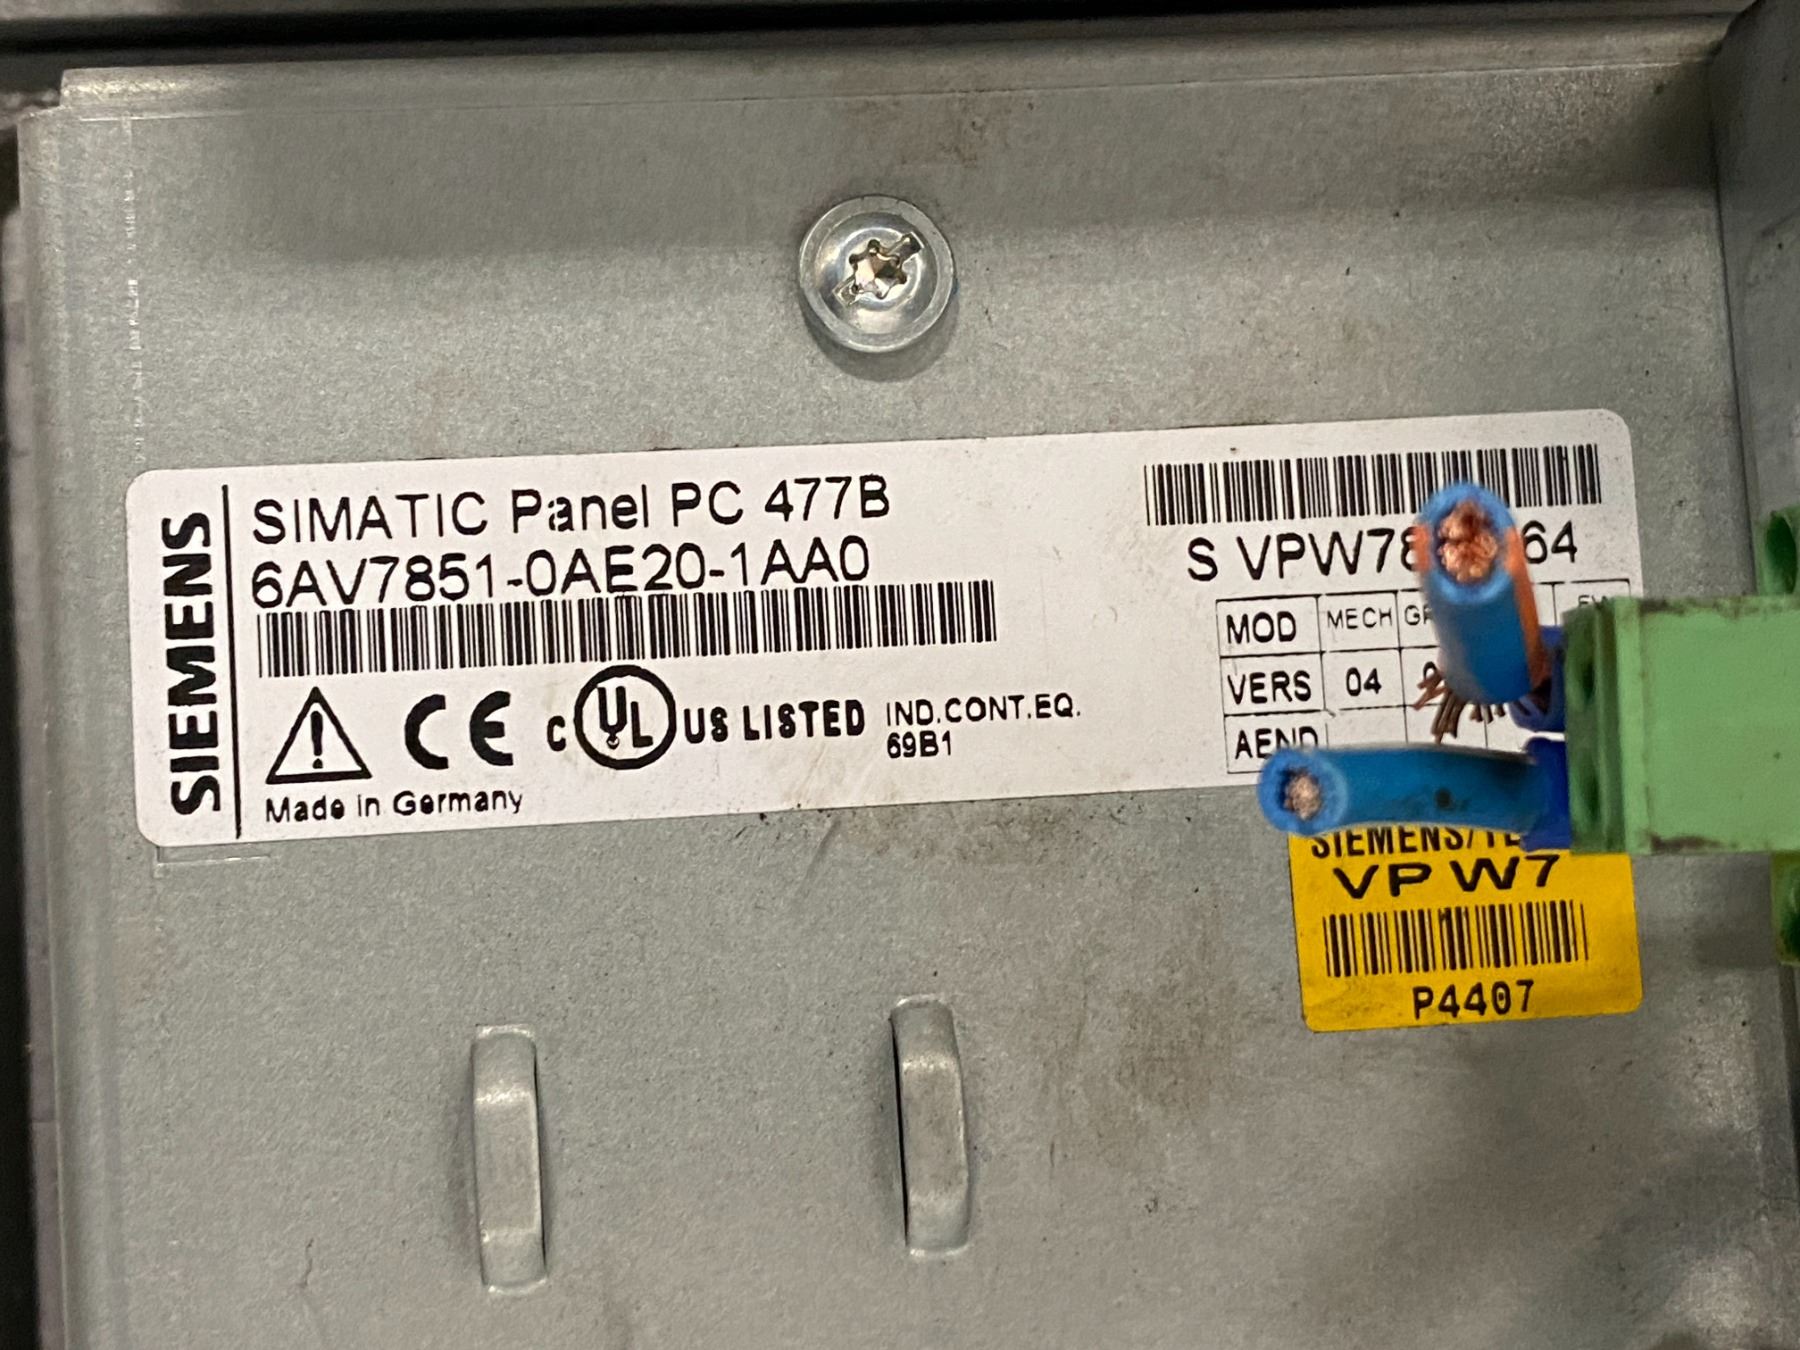 SIEMENS
SIMATIC Panel PC 477B
6AV7851-0AE20-1AA0
CE
c UL US LISTED IND.CONT.EQ.
69B1
Made in Germany
S
MOD MECH
VERS 04
VP W7
P4407